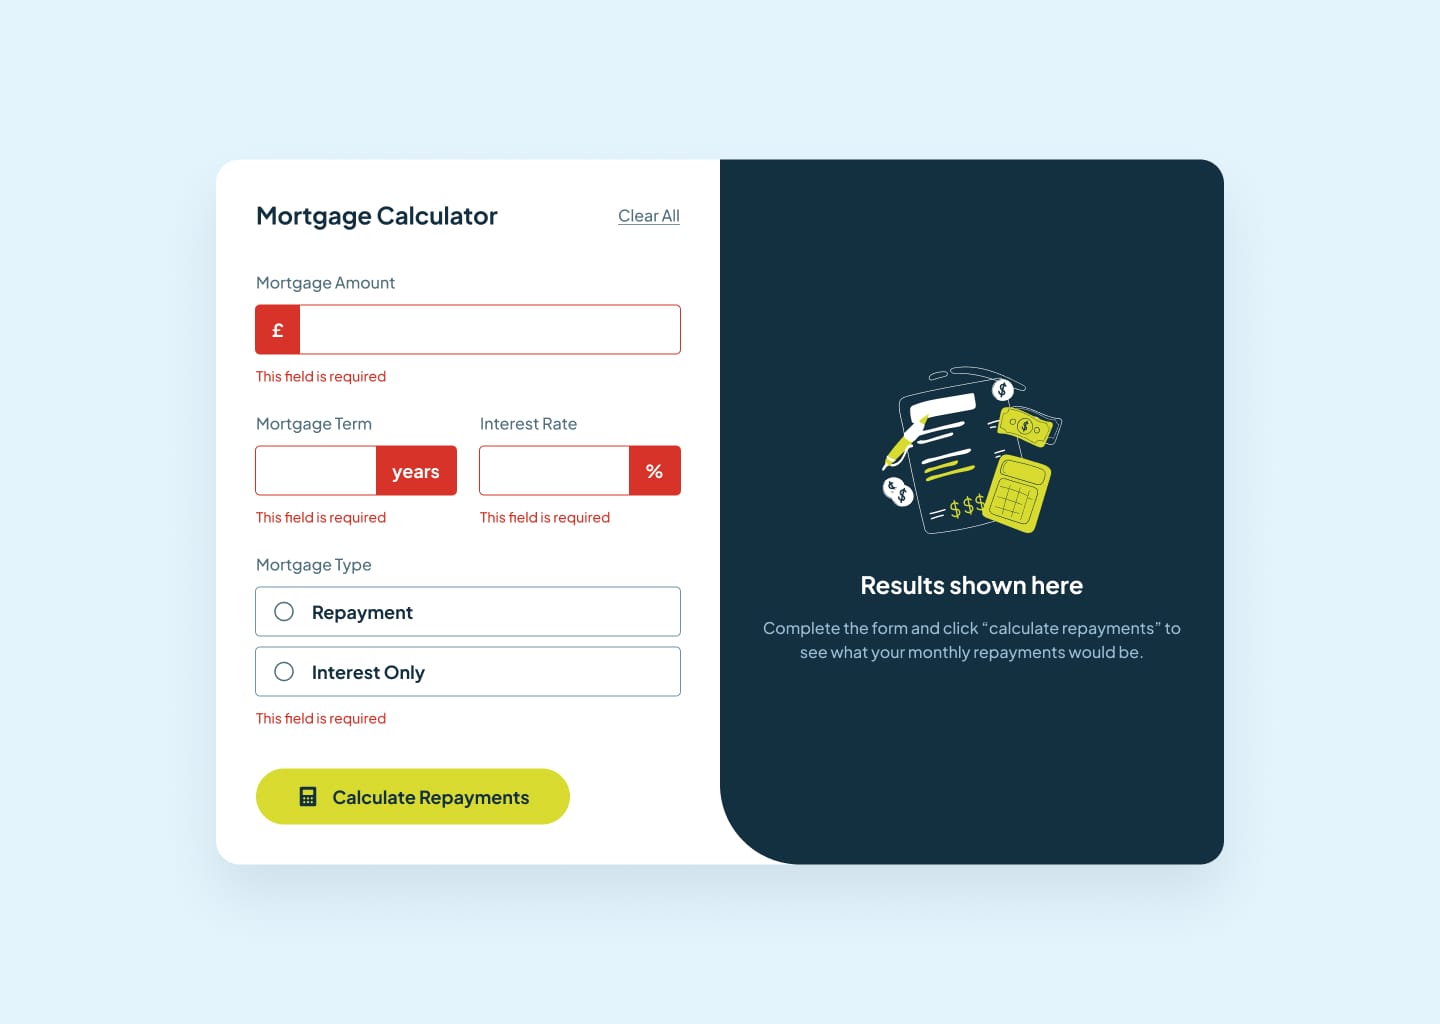 Mortgage Calculator
Clear All
Mortgage Amount
£
This field is required
Mortgage Term
years
This field is required
Interest Rate
%
This field is required
Mortgage Type
Repayment
Interest Only
This field is required
Calculate Repayments
$
$
$
$$$
Results shown here
Complete the form and click “calculate repayments” to
see what your monthly repayments would be.